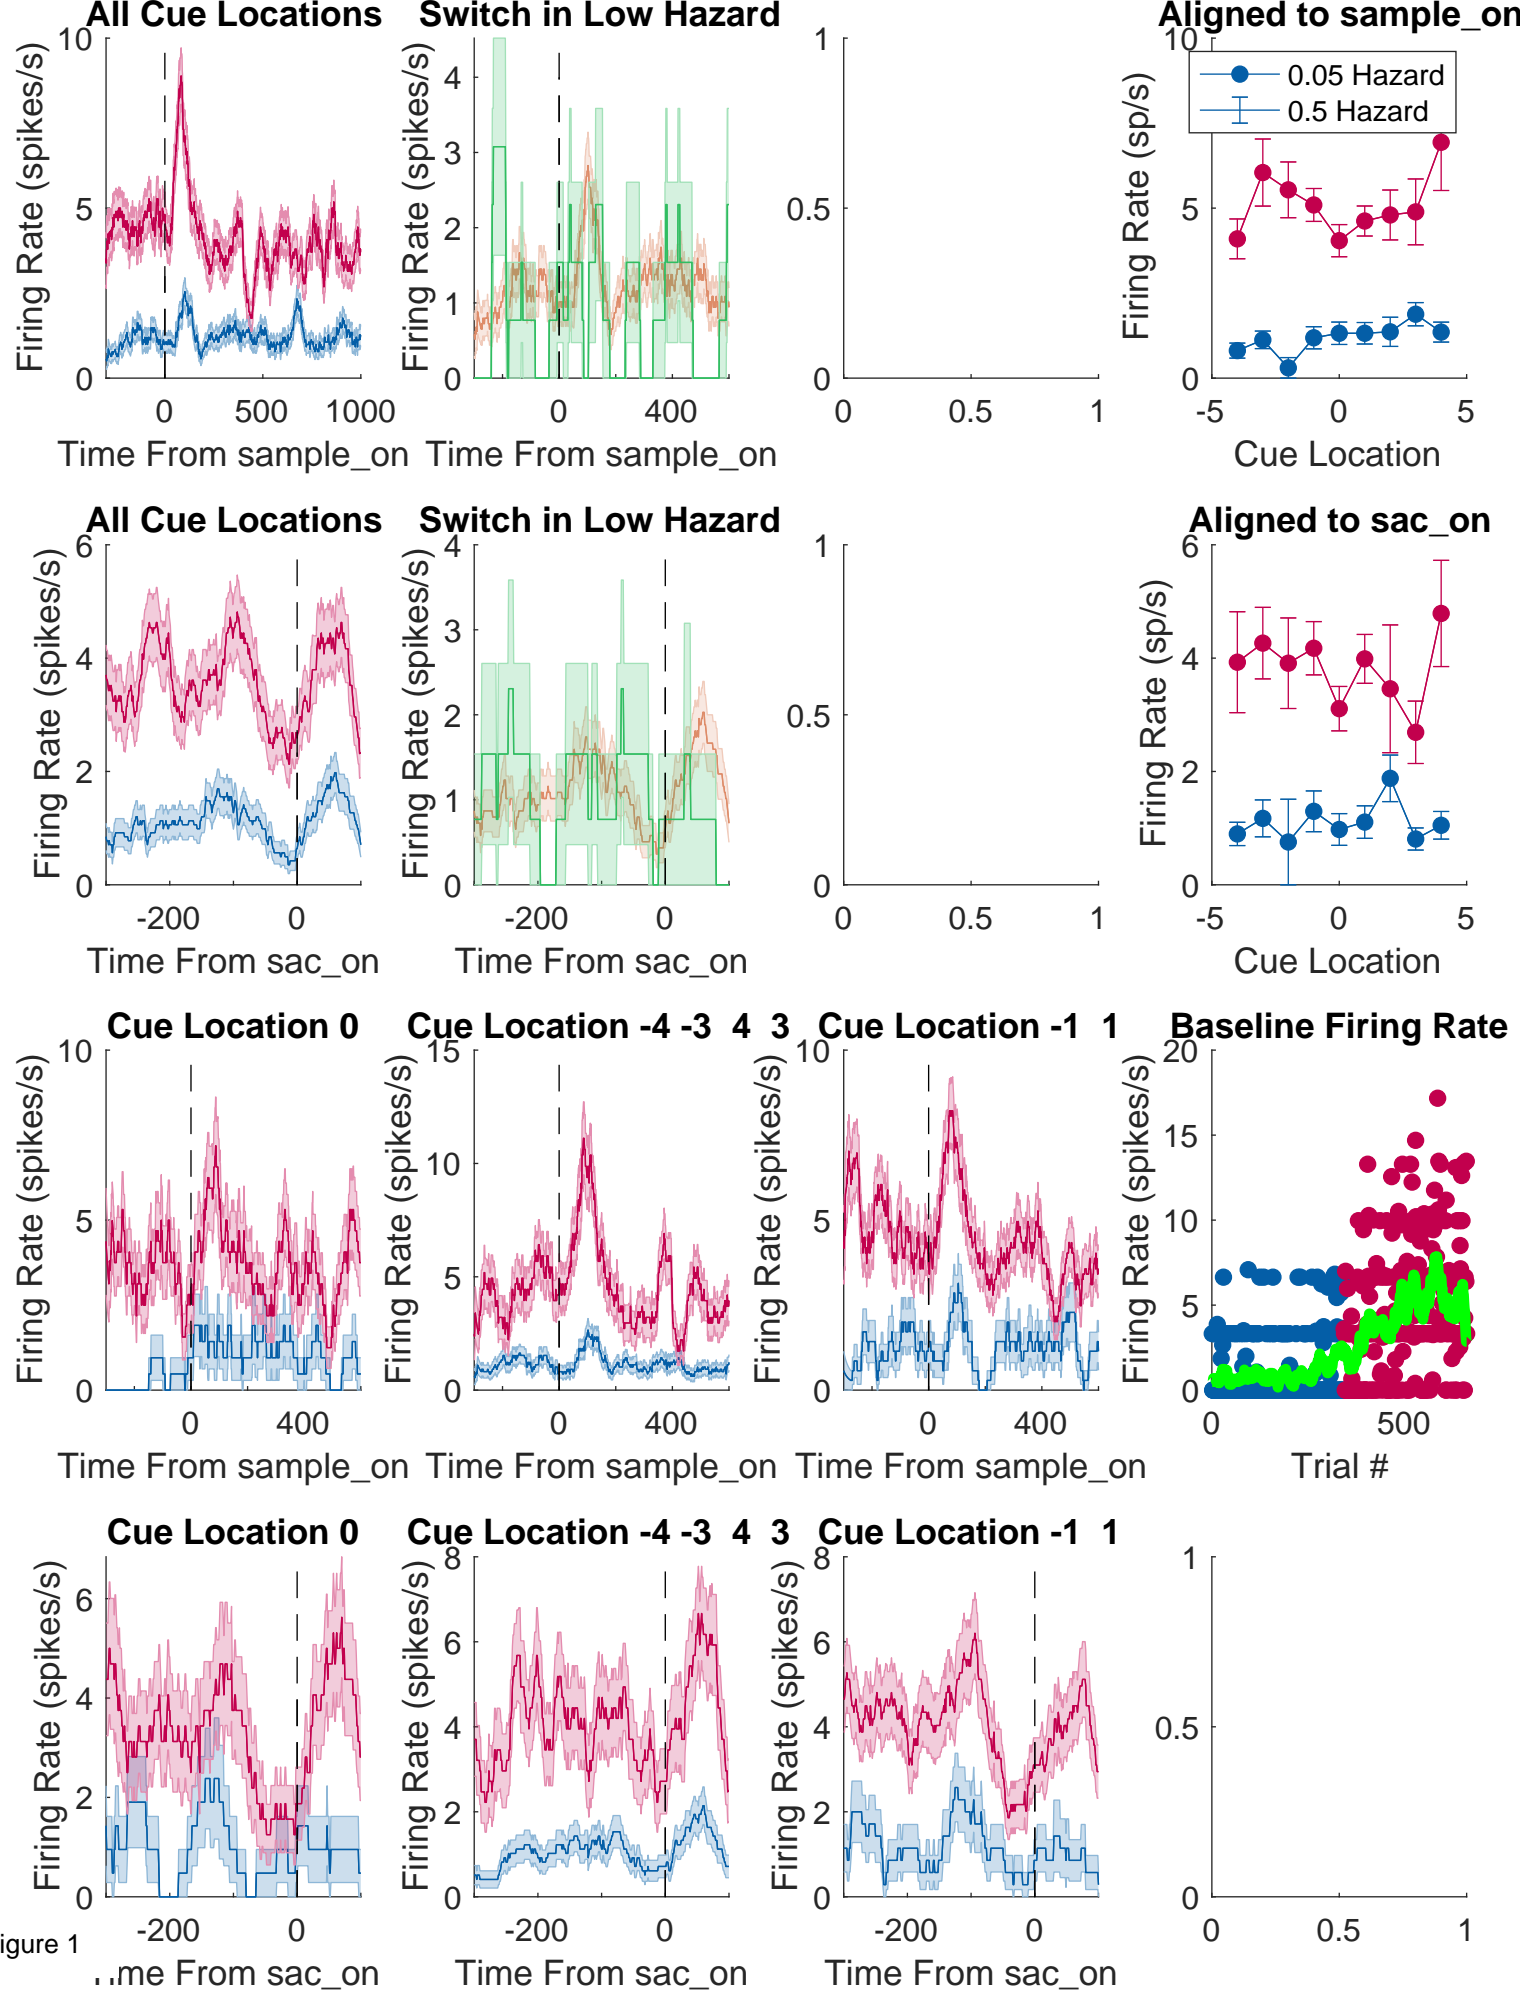 All Cue Locations
Switch in Low Hazard
Aligned to sample_on
Firing Rate (spikes/s)
10
5
0
0 500 1000
Time From sample_on
Firing Rate (spikes/s)
4
3
2
1
0
0 400
Time From sample_on
1
0.5
0
0 0.5 1
Firing Rate (sp/s)
10
5
0
0.05 Hazard
0.5 Hazard
-5 0 5
Cue Location
All Cue Locations
Switch in Low Hazard
Aligned to sac_on
Firing Rate (spikes/s)
6
4
2
0
-200 0
Time From sac_on
Firing Rate (spikes/s)
4
3
2
1
0
-200 0
Time From sac_on
1
0.5
0
0 0.5 1
Firing Rate (sp/s)
6
4
2
0
-5 0 5
Cue Location
Cue Location 0
Cue Location -4 -3 4 3
Cue Location -1 1
Baseline Firing Rate
Firing Rate (spikes/s)
10
5
0
0 400
Time From sample_on
Firing Rate (spikes/s)
15
10
5
0
0 400
Time From sample_on
Firing Rate (spikes/s)
10
5
0
0 400
Time From sample_on
Firing Rate (spikes/s)
20
15
10
5
0
0 500
Trial #
Cue Location 0
Cue Location -4 -3 4 3
Cue Location -1 1
Firing Rate (spikes/s)
6
4
2
0
-200 0
Time From sac_on
Firing Rate (spikes/s)
8
6
4
2
0
-200 0
Time From sac_on
Firing Rate (spikes/s)
8
6
4
2
0
-200 0
Time From sac_on
1
0.5
0
0 0.5 1
igure 1